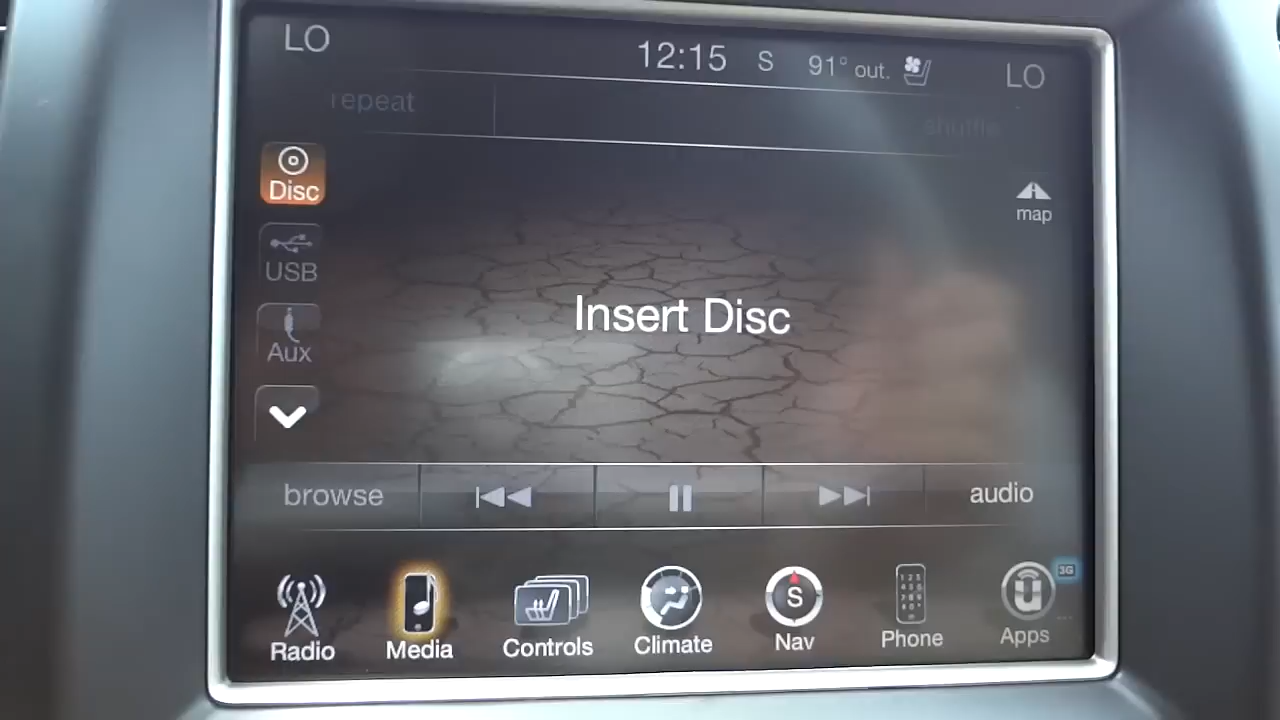 LO 12:15 S 91° out. LO
repeat shuffle
Disc
map
USB
Insert Disc
Aux
browse audio
3G
S
Radio Media Controls Climate Nav Phone Apps